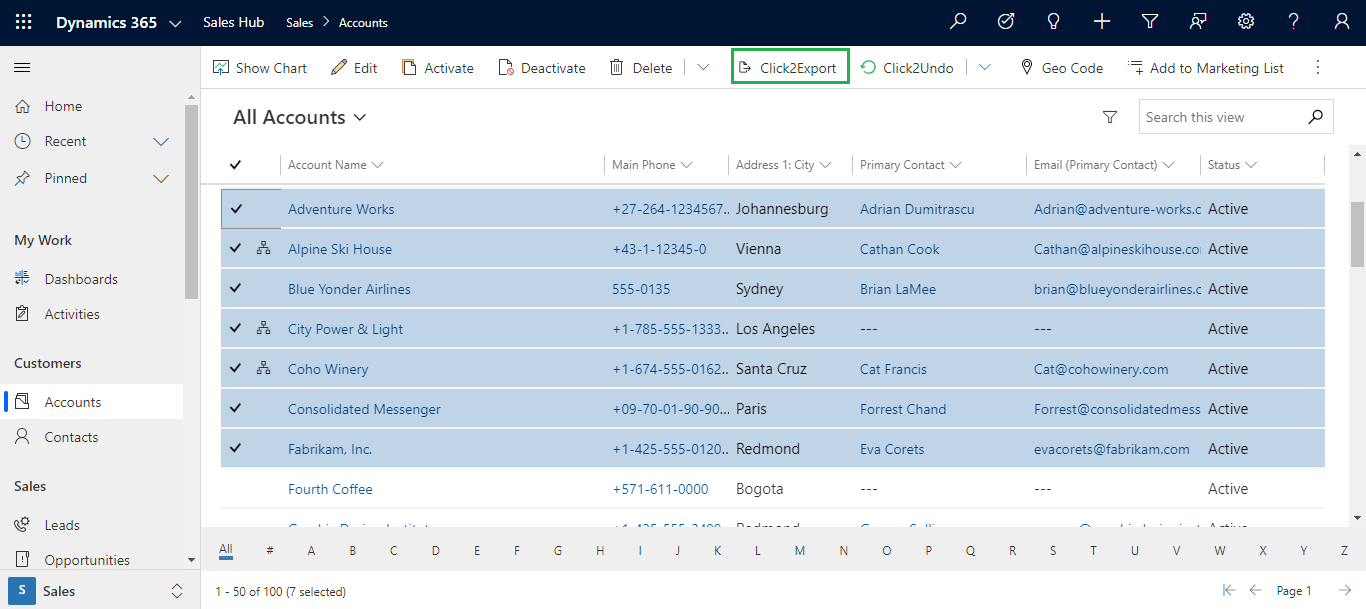 Dynamics 365 Sales Hub Sales > Accounts
Show Chart Edit Activate Deactivate Delete Click2Export Click2Undo Geo Code Add to Marketing List
Home
Recent
Pinned
My Work
Dashboards
Activities
Customers
Accounts
Contacts
Sales
Leads
Opportunities
S Sales
All Accounts
Search this view
Account Name Main Phone Address 1: City Primary Contact Email (Primary Contact) Status
Adventure Works +27-264-1234567.. Johannesburg Adrian Dumitrascu Adrian@adventure-works.c Active
Alpine Ski House +43-1-12345-0 Vienna Cathan Cook Cathan@alpineskihouse.co Active
Blue Yonder Airlines 555-0135 Sydney Brian LaMee brian@blueyonderairlines.c Active
City Power & Light +1-785-555-1333.. Los Angeles --- --- Active
Coho Winery +1-674-555-0162.. Santa Cruz Cat Francis Cat@cohowinery.com Active
Consolidated Messenger +09-70-01-90-90... Paris Forrest Chand Forrest@consolidatedmess Active
Fabrikam, Inc. +1-425-555-0120.. Redmond Eva Corets evacorets@fabrikam.com Active
Fourth Coffee +571-611-0000 Bogota --- --- Active
All # A B C D E F G H I J K L M N O P Q R S T U V W X Y Z
1 - 50 of 100 (7 selected) Page 1